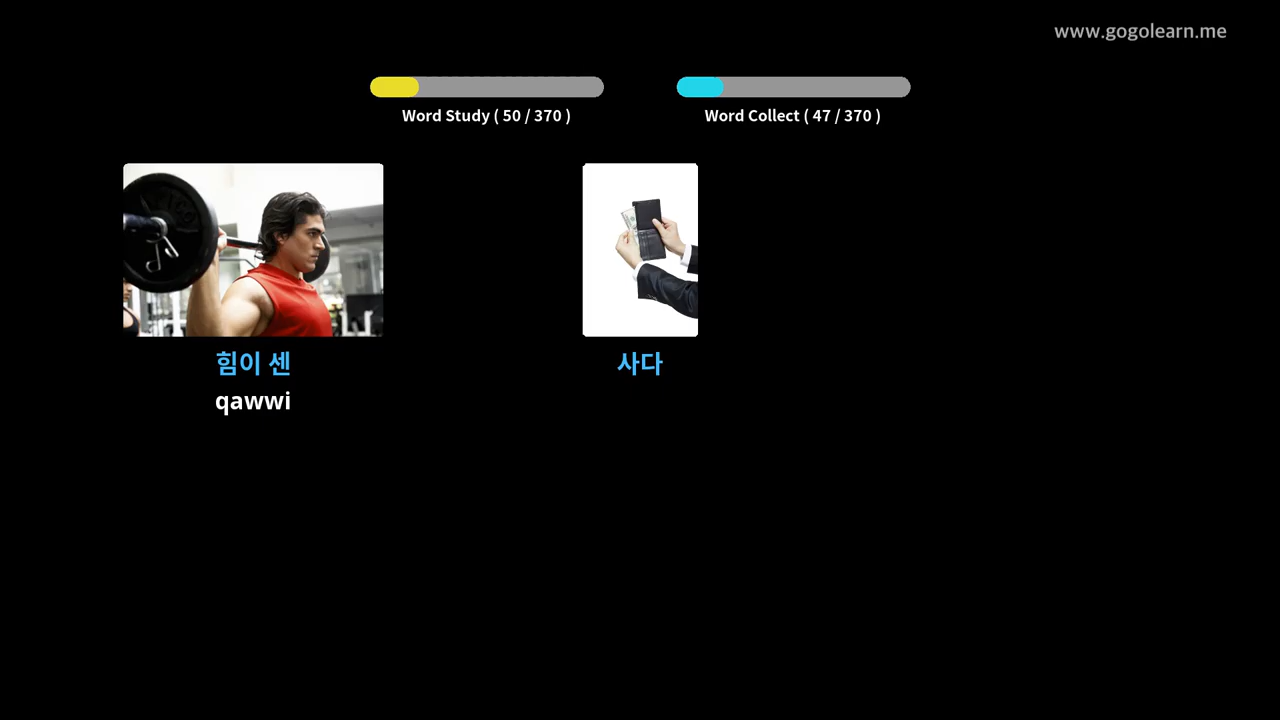 www.gogolearn.me
Word Study ( 50 / 370 )
Word Collect ( 47 / 370 )
힘이 센
qawwi
사다